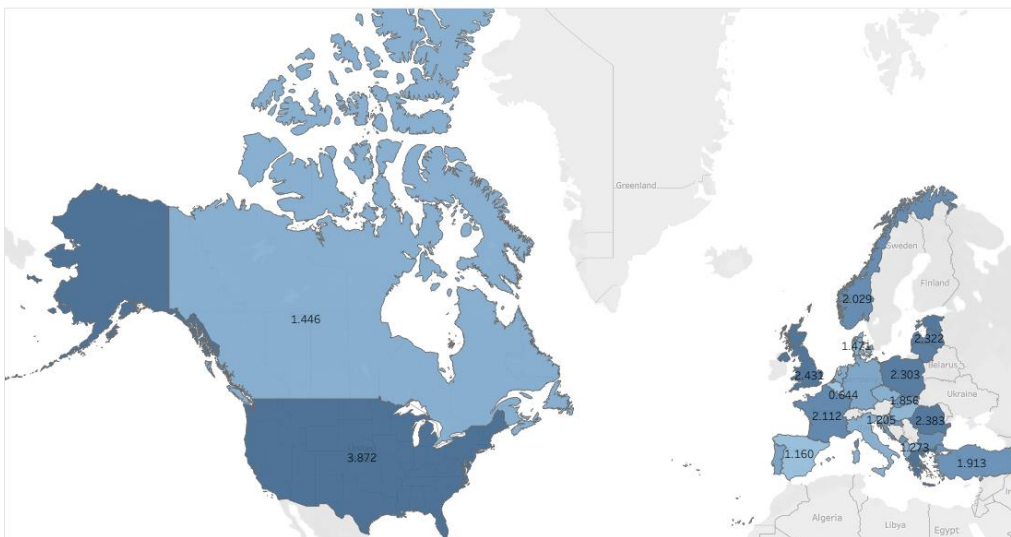 Greenland
Sweden
Finland
2.029
1.446
1.471
2.322
Belarus
2.431
2.303
0.644
1.856
Ukraine
2.112
1.205
2.383
3.872
1.160
1.273
1.913
Algeria
Libya
Egypt